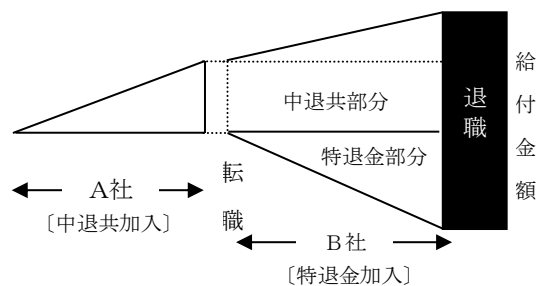 中退共部分
特退金部分
退職
給付金額
転職
A社
〔中退共加入〕
B社
〔特退金加入〕